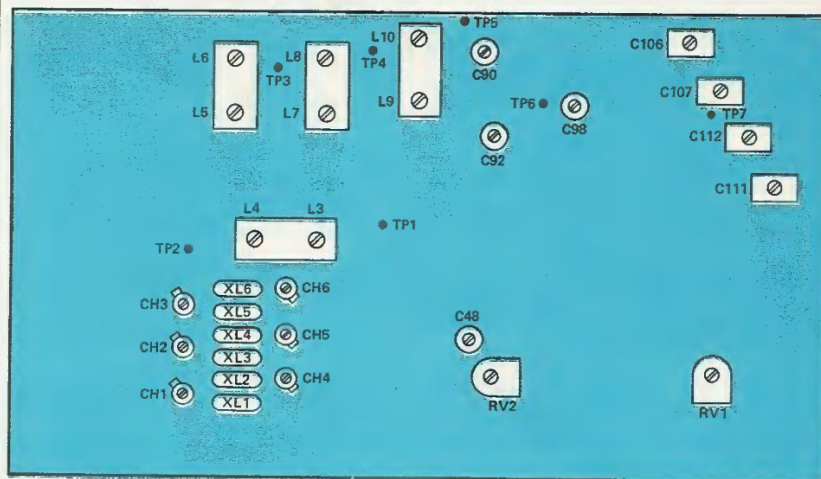 TP5
L10
C106
L6
L8
TP4
TP3
C90
C107
L5
L7
L9
TP6
C98
TP7
C92
C112
C111
L4 L3
TP1
TP2
XL6
CH6
CH3
XL5
C48
XL4
CH5
CH2
XL3
XL2
CH4
CH1
XL1
RV2
RV1